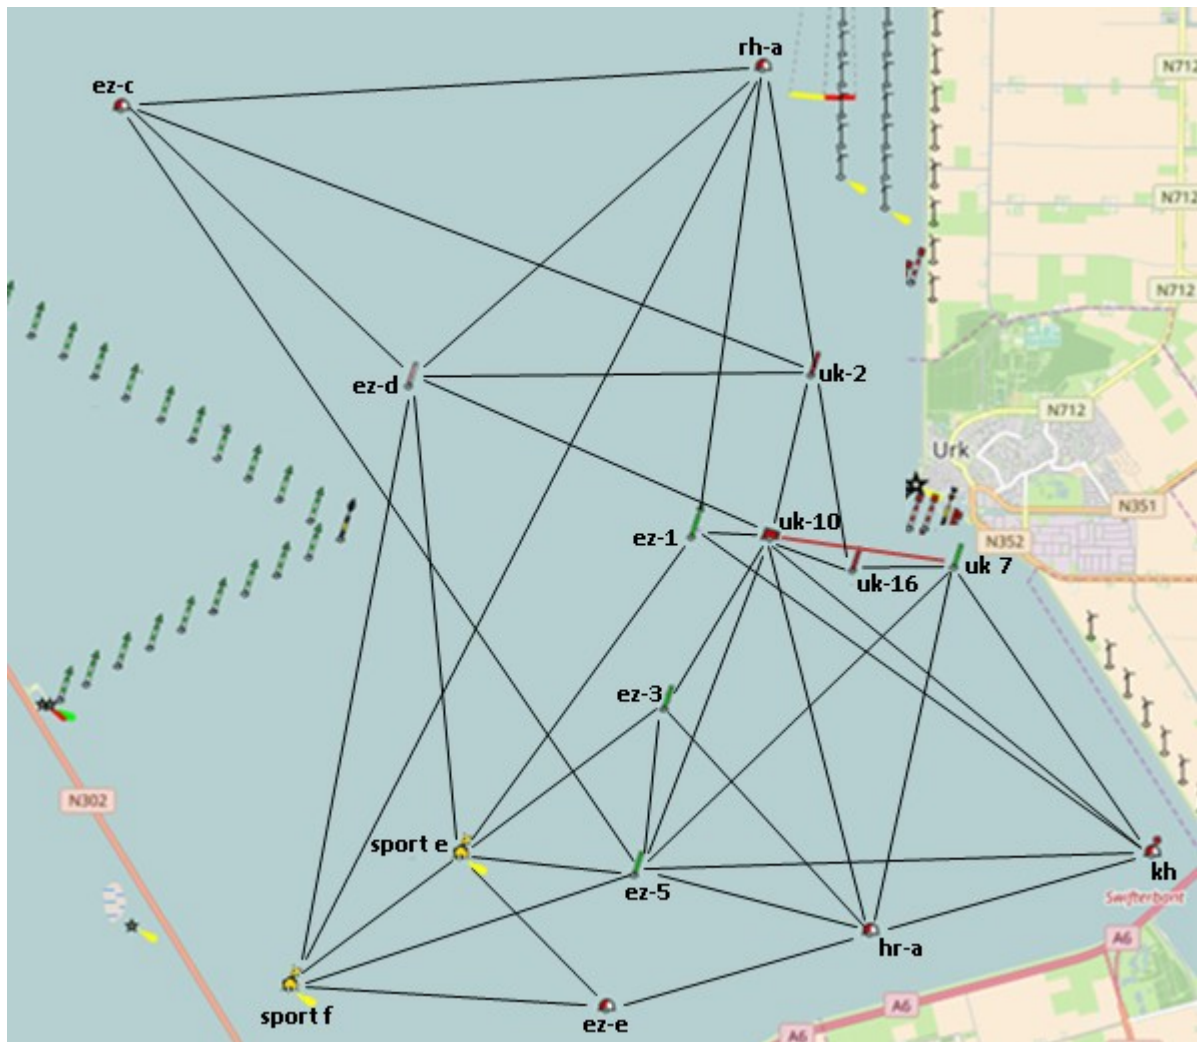 rh-a
N712
ez-c
N712
N712
ez-d
uk-2
N712
Urk
N351
uk-10
ez-1
N352
uk 7
uk-16
ez-3
N302
sport e
kh
ez-5
Swifterbant
A6
hr-a
A6
sport f
ez-e
A6